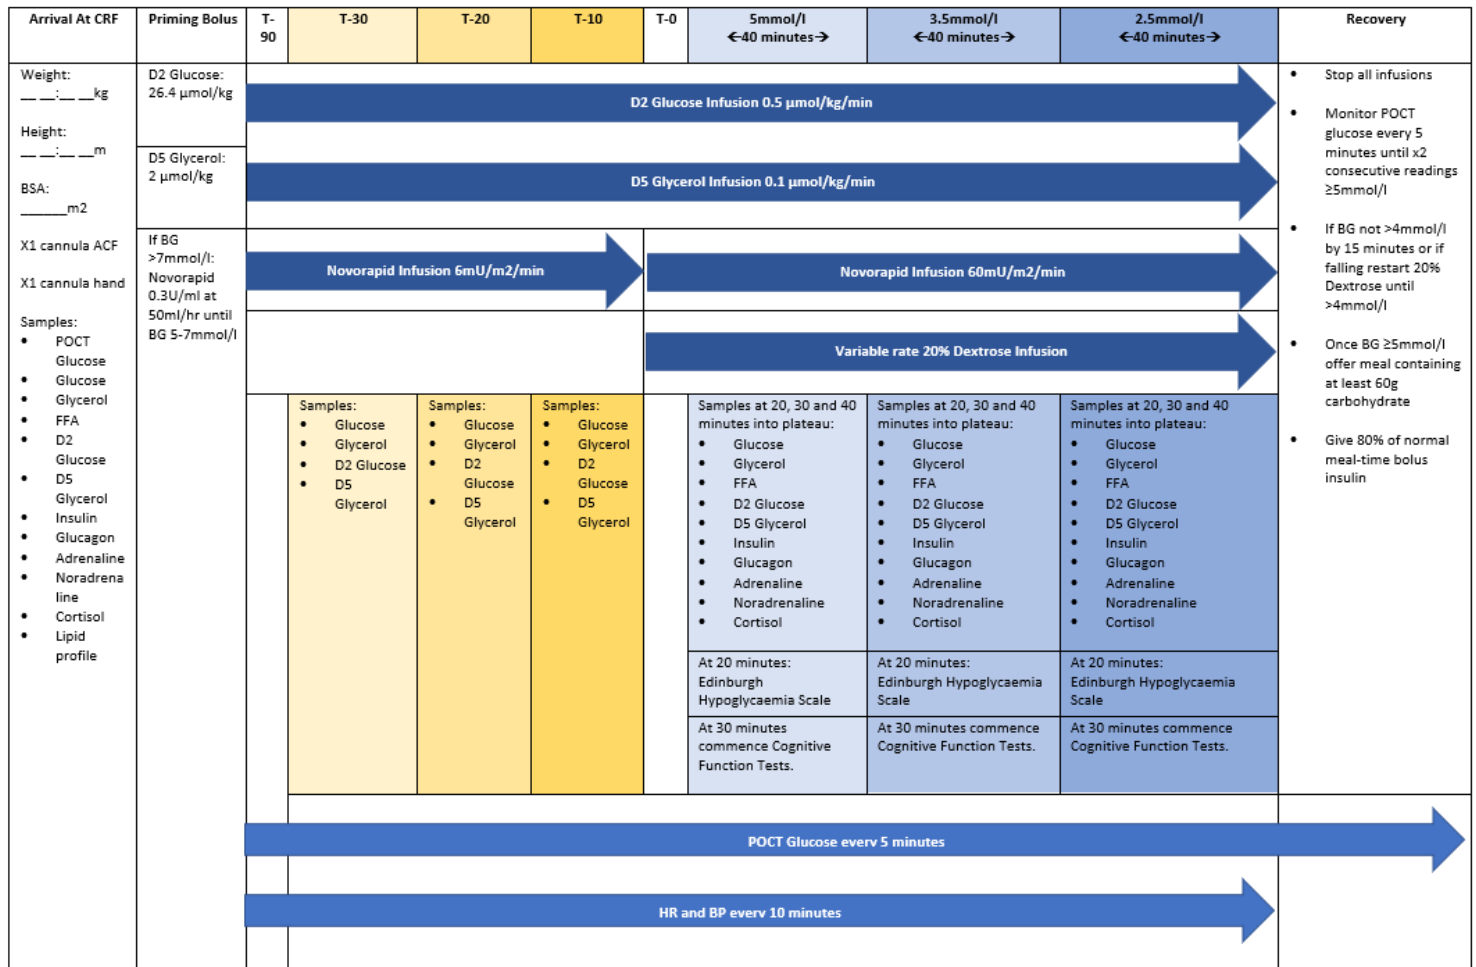 Arrival At CRF
Priming Bolus
T-
90
T-30
T-20
T-10
T-0
5mmol/l
←40 minutes→
3.5mmol/l
←40 minutes→
2.5mmol/l
←40 minutes→
Recovery
Weight:
__ __:__ __kg
Height:
__ __:__ __m
BSA:
______m2
X1 cannula ACF
X1 cannula hand
Samples:
• POCT
Glucose
• Glucose
• Glycerol
• FFA
• D2
Glucose
• D5
Glycerol
• Insulin
• Glucagon
• Adrenaline
• Noradrena
line
• Cortisol
• Lipid
profile
D2 Glucose:
26.4 µmol/kg
D5 Glycerol:
2 µmol/kg
If BG
>7mmol/l:
Novorapid
0.3U/ml at
50ml/hr until
BG 5-7mmol/l
D2 Glucose Infusion 0.5 µmol/kg/min
D5 Glycerol Infusion 0.1 µmol/kg/min
Novorapid Infusion 6mU/m2/min
Novorapid Infusion 60mU/m2/min
Variable rate 20% Dextrose Infusion
Samples:
• Glucose
• Glycerol
• D2 Glucose
• D5
Glycerol
Samples:
• Glucose
• Glycerol
• D2
Glucose
• D5
Glycerol
Samples:
• Glucose
• Glycerol
• D2
Glucose
• D5
Glycerol
Samples at 20, 30 and 40
minutes into plateau:
• Glucose
• Glycerol
• FFA
• D2 Glucose
• D5 Glycerol
• Insulin
• Glucagon
• Adrenaline
• Noradrenaline
• Cortisol
At 20 minutes:
Edinburgh
Hypoglycaemia Scale
At 30 minutes
commence Cognitive
Function Tests.
Samples at 20, 30 and 40
minutes into plateau:
• Glucose
• Glycerol
• FFA
• D2 Glucose
• D5 Glycerol
• Insulin
• Glucagon
• Adrenaline
• Noradrenaline
• Cortisol
At 20 minutes:
Edinburgh Hypoglycaemia
Scale
At 30 minutes commence
Cognitive Function Tests.
Samples at 20, 30 and 40
minutes into plateau:
• Glucose
• Glycerol
• FFA
• D2 Glucose
• D5 Glycerol
• Insulin
• Glucagon
• Adrenaline
• Noradrenaline
• Cortisol
At 20 minutes:
Edinburgh Hypoglycaemia
Scale
At 30 minutes commence
Cognitive Function Tests.
• Stop all infusions
• Monitor POCT
glucose every 5
minutes until x2
consecutive readings
≥5mmol/l
• If BG not >4mmol/l
by 15 minutes or if
falling restart 20%
Dextrose until
>4mmol/l
• Once BG ≥5mmol/l
offer meal containing
at least 60g
carbohydrate
• Give 80% of normal
meal-time bolus
insulin
POCT Glucose every 5 minutes
HR and BP every 10 minutes